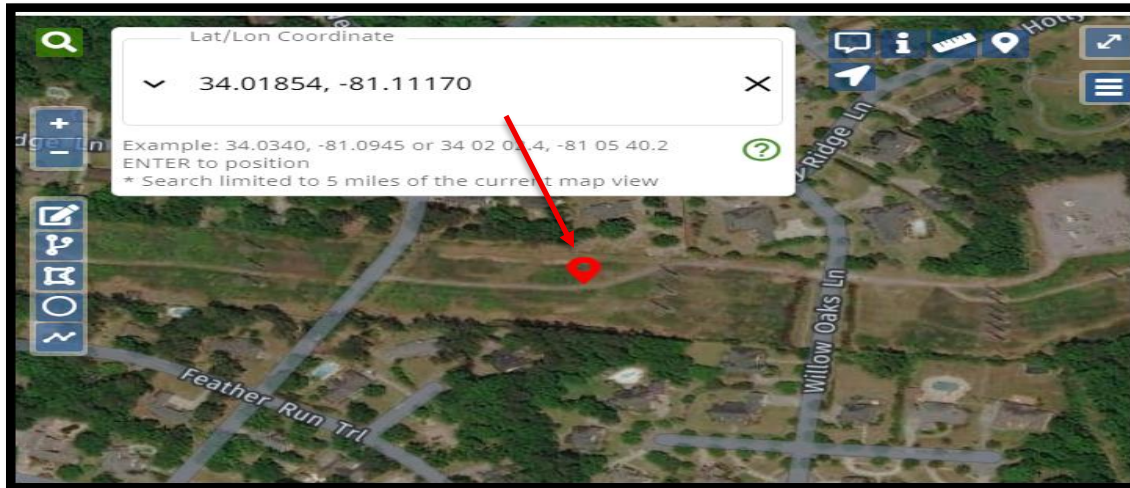 Lat/Lon Coordinate
34.01854, -81.11170
Example: 34.0340, -81.0945 or 34 02 02.4, -81 05 40.2
ENTER to position
* Search limited to 5 miles of the current map view
Ridge Ln
Willow Oaks Ln
Feather Run Trl